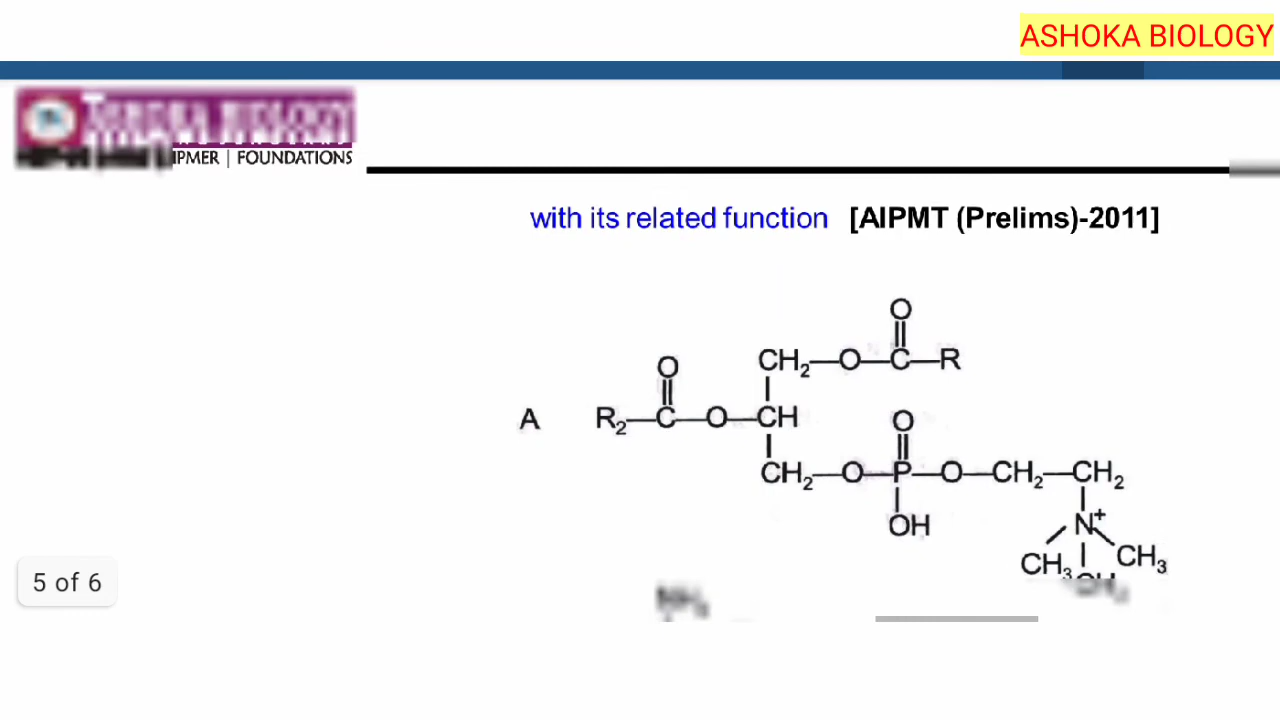 ASHOKA BIOLOGY
IPMER | FOUNDATIONS
with its related function [AIPMT (Prelims)-2011]
O
CH2—O—C—R
O
A R2—C—O—CH
O
CH2—O—P—O—CH2—CH2
OH N+
CH3 CH3
5 of 6